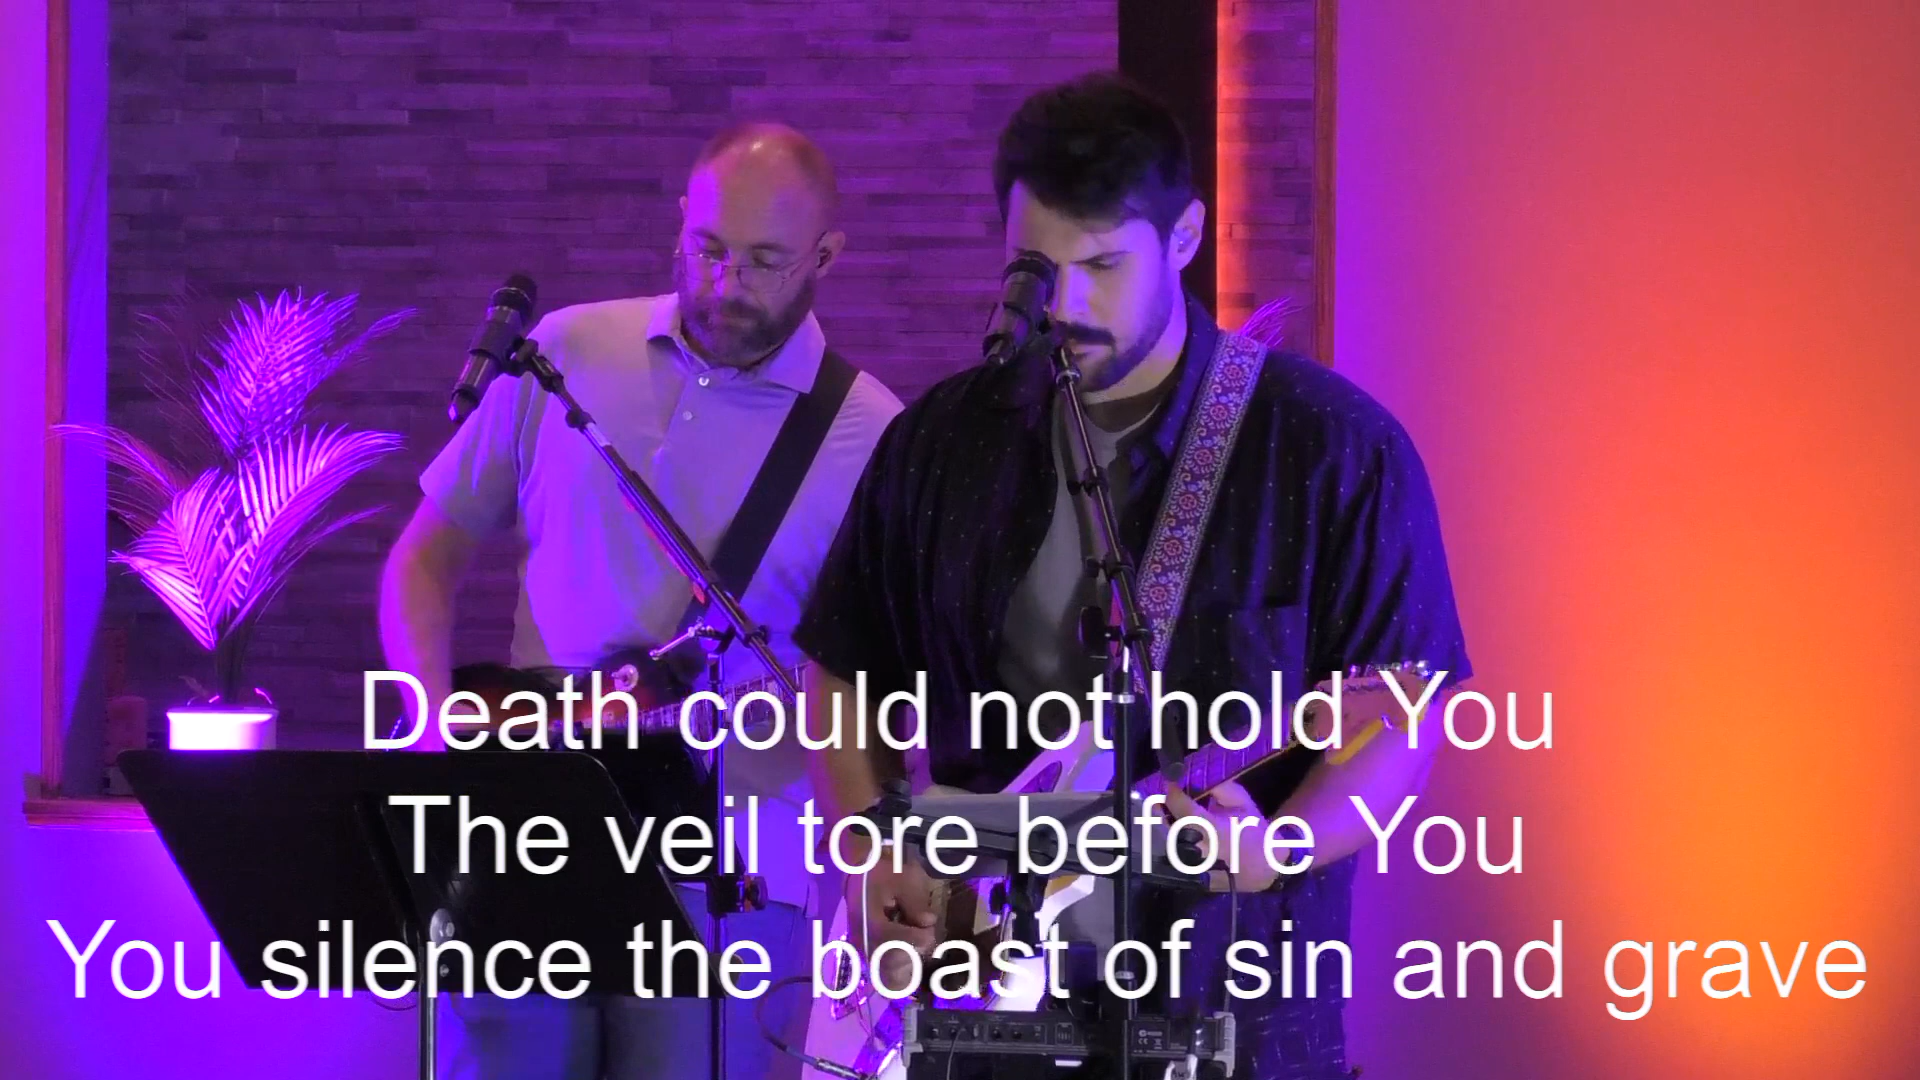 Death could not hold You
The veil tore before You
You silence the boast of sin and grave